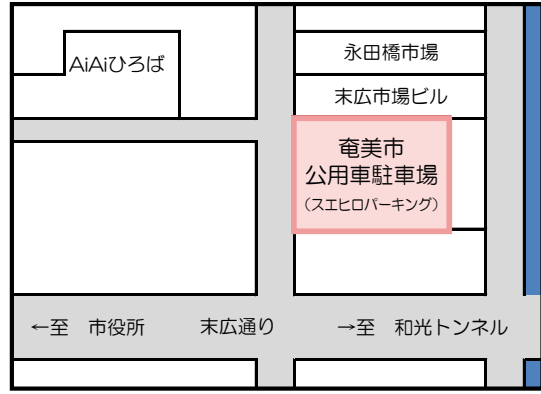 永田橋市場
AiAiひろば
末広市場ビル
奄美市
公用車駐車場
（スエヒロパーキング）
←至　市役所　末広通り　→至　和光トンネル